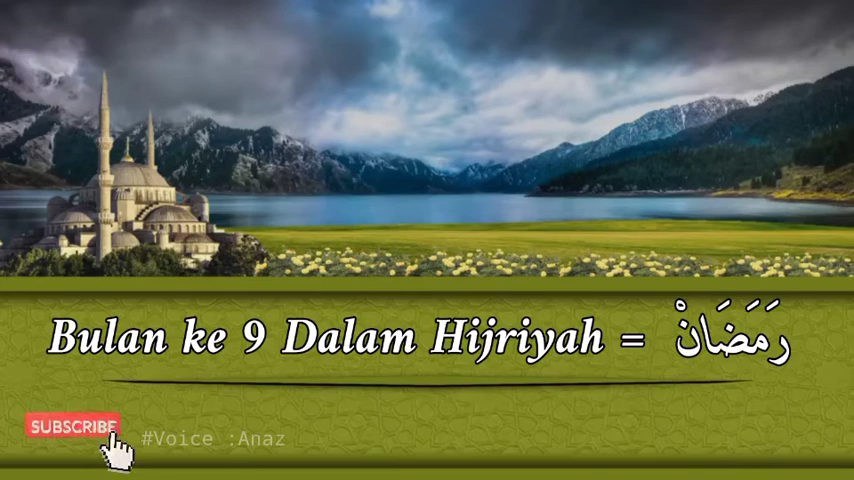 Bulan ke 9 Dalam Hijriyah = رَمَضَانْ
SUBSCRIBE
#Voice :Anaz